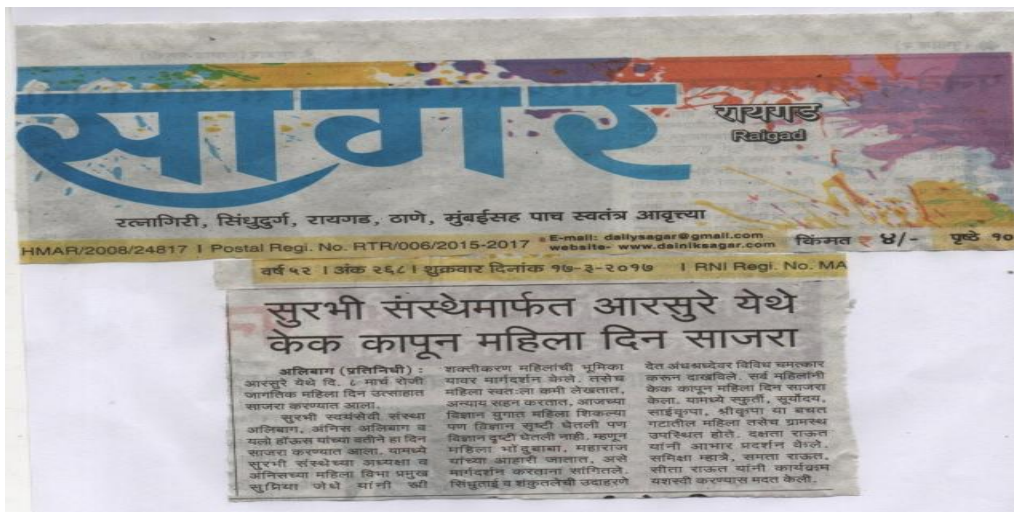 सागर
रायगड
Raigad
रत्नागिरी, सिंधुदुर्ग, रायगड, ठाणे, मुंबईसह पाच स्वतंत्र आवृत्त्या
HMAR/2008/24817 I Postal Regi. No. RTR/006/2015-2017
E-mail: dailysagar@gmail.com
website- www.dainiksagar.com
किंमत ₹ ४/- पृष्ठे १०
वर्ष ५२ । अंक २६८ । शुक्रवार दिनांक १७-३-२०१७ । RNI Regi. No. MA
सुरभी संस्थेमार्फत आरसुरे येथे
केक कापून महिला दिन साजरा
अलिबाग (प्रतिनिधी) :
आरसुरे येथे दि. ८ मार्च रोजी
जागतिक महिला दिन उत्साहात
साजरा करण्यात आला.
सुरभी स्वयंसेवी संस्था
अलिबाग, अंनिस अलिबाग व
यलो हाऊस यांच्या वतीने हा दिन
साजरा करण्यात आला. यामध्ये
सुरभी संस्थेच्या अध्यक्षा व
अंनिसच्या महिला विभा प्रमुख
सुप्रिया जेधे यांनी स्त्री
शक्तीकरण महिलांची भूमिका
यावर मार्गदर्शन केले. तसेच
महिला स्वतःला कमी लेखतात,
अन्याय सहन करतात, आजच्या
विज्ञान युगात महिला शिकल्या
पण विज्ञान सृष्टी घेतली पण
विज्ञान दृष्टी घेतली नाही. म्हणून
महिला भोंदुबाबा, महाराज
यांच्या आहारी जातात, असे
मार्गदर्शन करताना सांगितले.
सिंधुताई व शकुंतलेची उदाहरणे
देत अंधश्रध्देवर विविध चमत्कार
करून दाखविले. सर्व महिलांनी
केक कापून महिला दिन साजरा
केला. यामध्ये स्फुर्ती, सुर्योदय,
साईकृपा, श्रीकृपा या बचत
गटातील महिला तसेच ग्रामस्थ
उपस्थित होते. दक्षता राऊत
यांनी आभार प्रदर्शन केले.
समिक्षा म्हात्रे, समता राऊत,
सीता राऊत यांनी कार्यक्रम
यशस्वी करण्यास मदत केली.